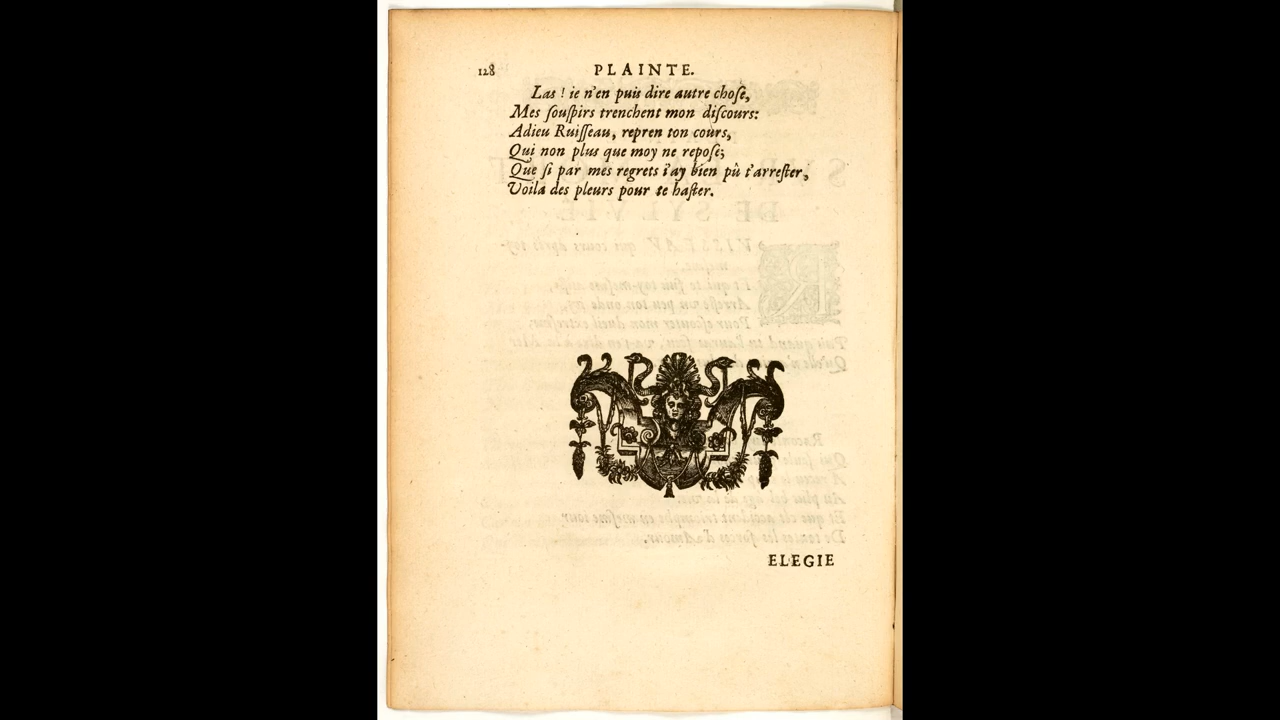 128 PLAINTE.
Las ! ie n'en puis dire autre choſe,
Mes ſouſpirs trenchent mon diſcours:
Adieu Ruiſſeau, repren ton cours,
Qui non plus que moy ne repoſe;
Que ſi par mes regrets i'ay bien pû t'arreſter,
Voila des pleurs pour te haſter.
ELEGIE